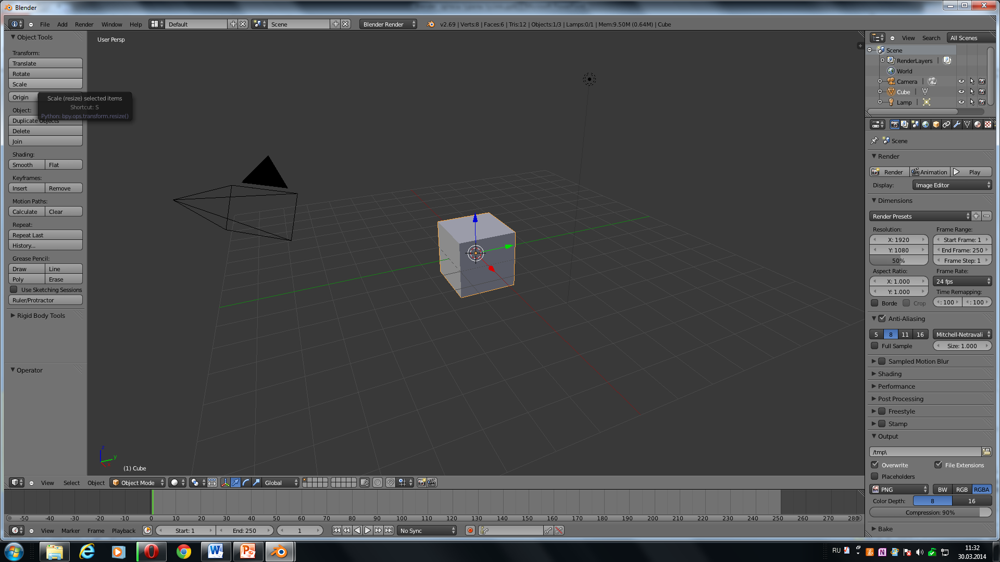 Blender
File Add Render Window Help Default Scene Blender Render v2.69 | Verts:8 | Faces:6 | Tris:12 | Objects:1/3 | Lamps:0/1 | Mem:9.50M (0.64M) | Cube
Object Tools
Transform:
Translate
Rotate
Scale
Origin
Scale (resize) selected items
Shortcut: S
Python: bpy.ops.transform.resize()
Object:
Duplicate Objects
Delete
Join
Shading:
Smooth Flat
Keyframes:
Insert Remove
Motion Paths:
Calculate Clear
Repeat:
Repeat Last
History...
Grease Pencil:
Draw Line
Poly Erase
Use Sketching Sessions
Ruler/Protractor
Rigid Body Tools
Operator
User Persp
z
y
(1) Cube
View Select Object Object Mode Global
-50 -40 -30 -20 -10 0 10 20 30 40 50 60 70 80 90 100 110 120 130 140 150 160 170 180 190 200 210 220 230 240 250 260 270 280
View Marker Frame Playback Start: 1 End: 250 1 No Sync
View Search All Scenes
Scene
RenderLayers |
World
Camera |
Cube |
Lamp |
Scene
Render
Render Animation Play
Display: Image Editor
Dimensions
Render Presets
Resolution: Frame Range:
X: 1920 Start Frame: 1
Y: 1080 End Frame: 250
50% Frame Step: 1
Aspect Ratio: Frame Rate:
X: 1.000 24 fps
Y: 1.000 Time Remapping:
Borde Crop : 100 : 100
Anti-Aliasing
5 8 11 16 Mitchell-Netravali
Full Sample Size: 1.000
Sampled Motion Blur
Shading
Performance
Post Processing
Freestyle
Stamp
Output
/tmp\
Overwrite File Extensions
Placeholders
PNG BW RGB RGBA
Color Depth: 8 16
Compression: 90%
Bake
RU
11:32
30.03.2014